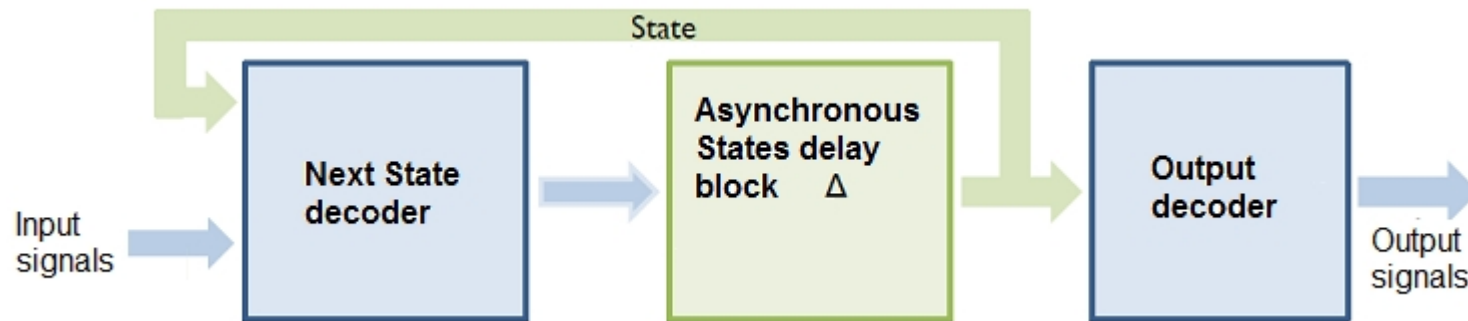 State
Input
signals
Next State
decoder
Asynchronous
States delay
block Δ
Output
decoder
Output
signals